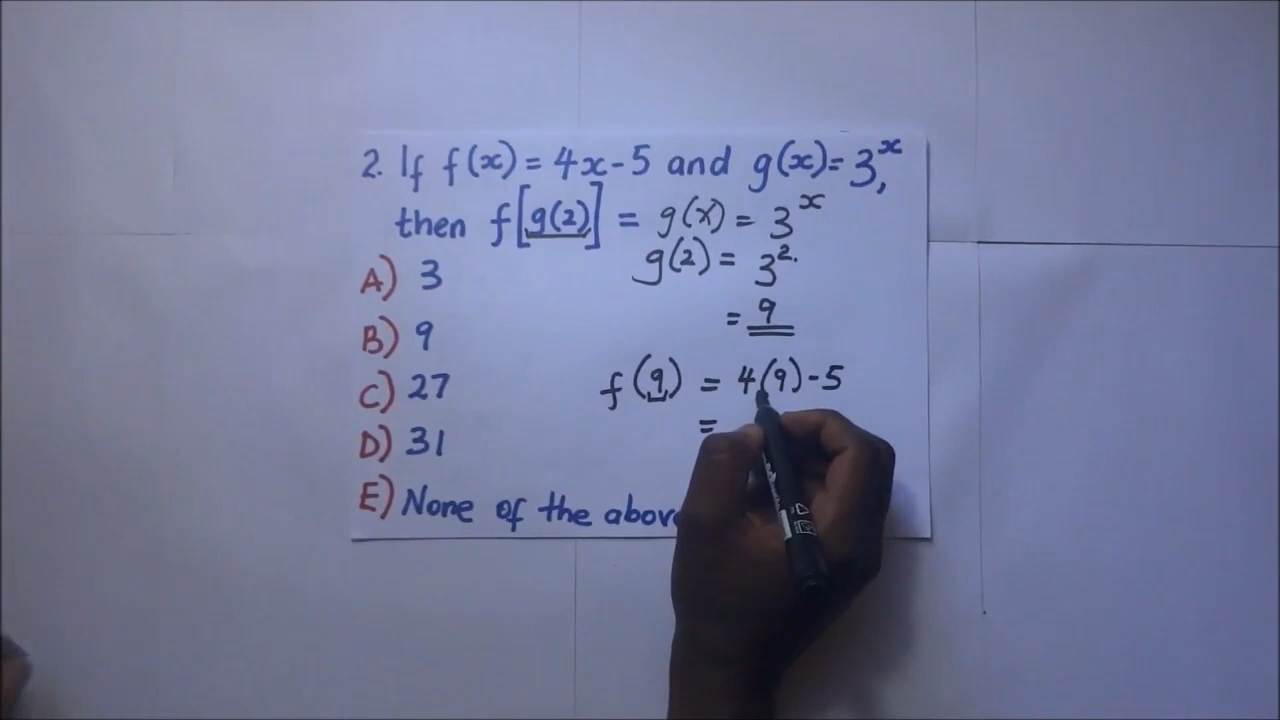 2. If f(x) = 4x-5 and g(x)= 3^x,
then f[g(2)] = g(x) = 3^x
g(2) = 3^2.
A) 3
= 9
B) 9
f(9) = 4(9)-5
C) 27
=
D) 31
E) None of the above